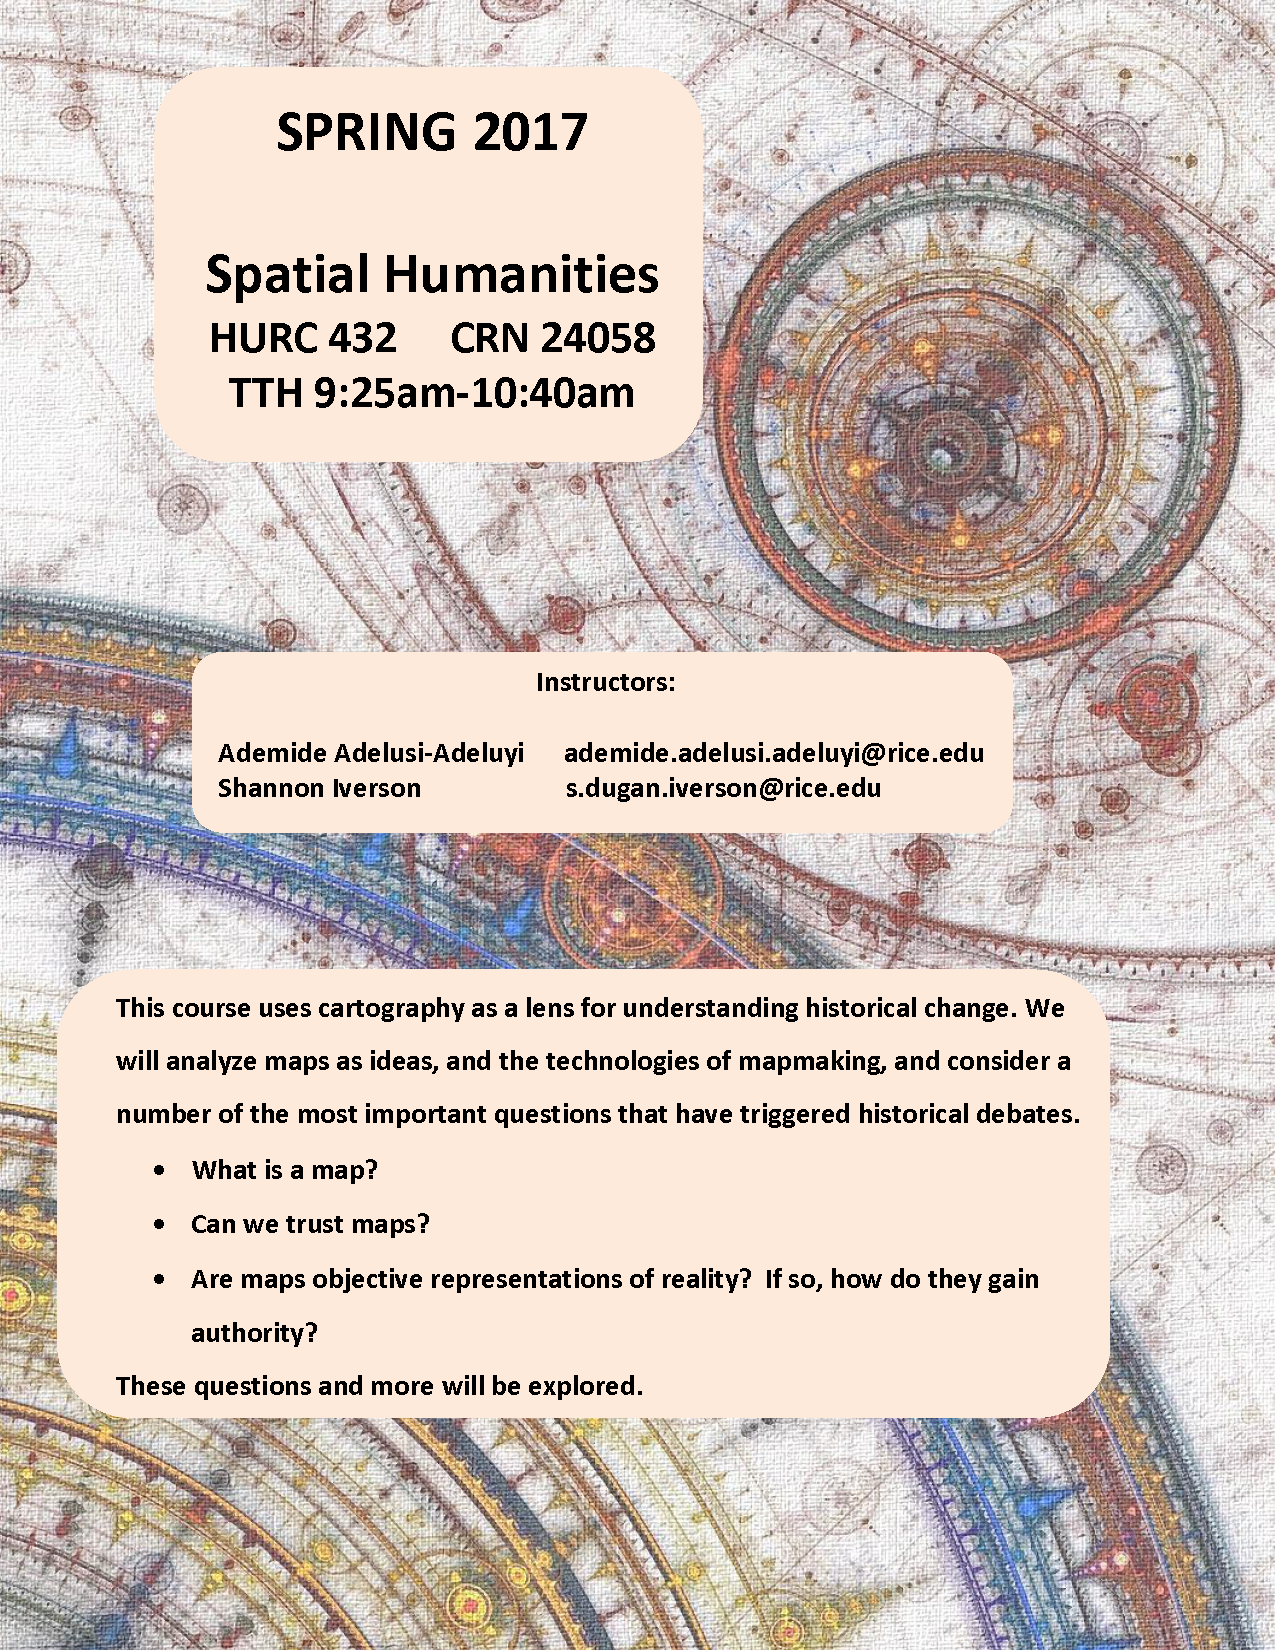 SPRING 2017
Spatial Humanities
HURC 432 CRN 24058
TTH 9:25am-10:40am
Instructors:
Ademide Adelusi-Adeluyi ademide.adelusi.adeluyi@rice.edu
Shannon Iverson s.dugan.iverson@rice.edu
This course uses cartography as a lens for understanding historical change. We
will analyze maps as ideas, and the technologies of mapmaking, and consider a
number of the most important questions that have triggered historical debates.
• What is a map?
• Can we trust maps?
• Are maps objective representations of reality?  If so, how do they gain
authority?
These questions and more will be explored.